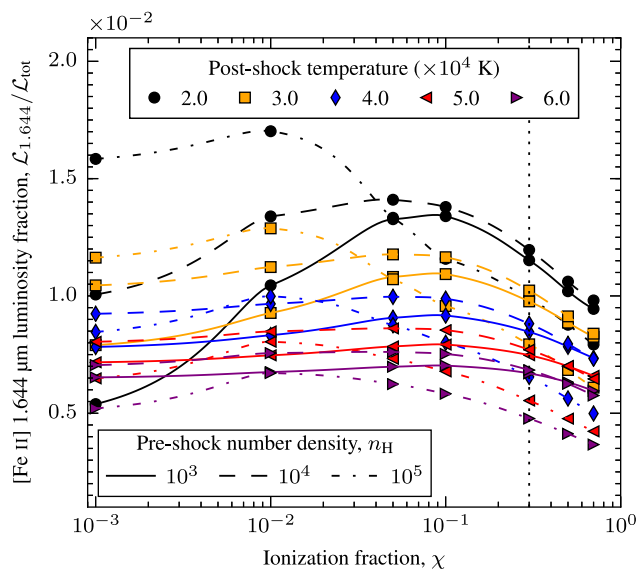 ×10⁻²
2.0
1.5
1.0
0.5
[Fe II] 1.644 μm luminosity fraction, ℒ₁.₆₄₄/ℒₜₒₜ
Post-shock temperature (×10⁴ K)
2.0 3.0 4.0 5.0 6.0
Pre-shock number density, n_H
10³ 10⁴ 10⁵
10⁻³ 10⁻² 10⁻¹ 10⁰
Ionization fraction, χ